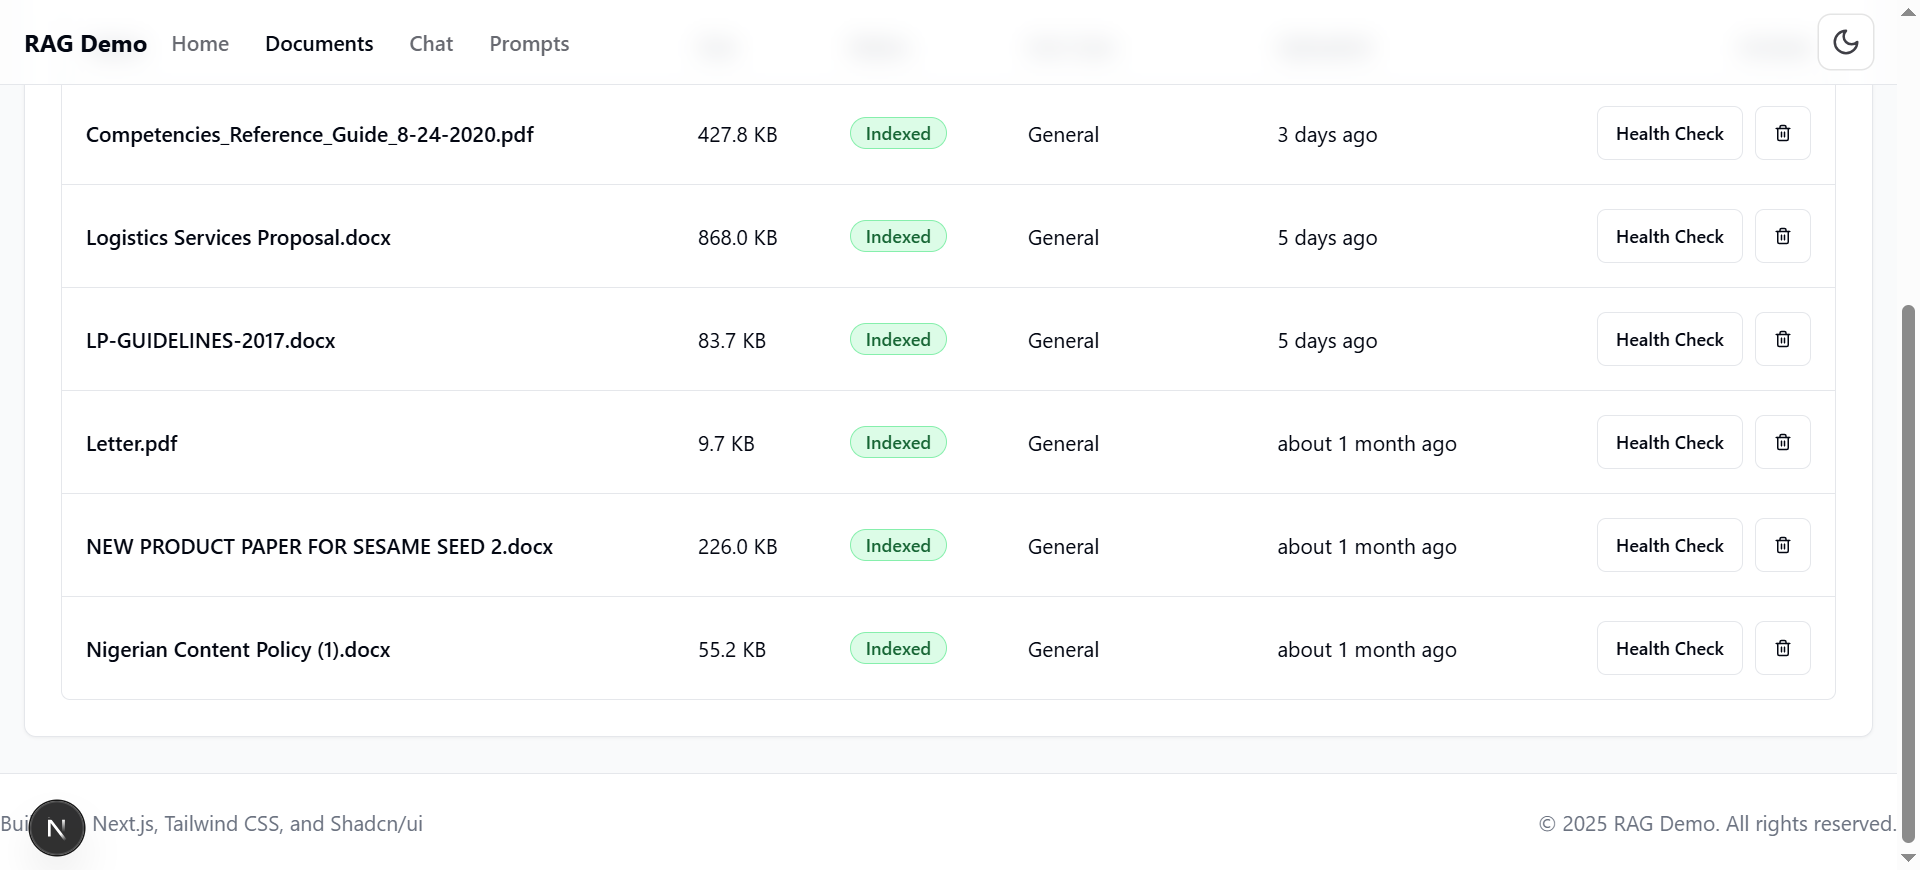 RAG Demo Home Documents Chat Prompts
Competencies_Reference_Guide_8-24-2020.pdf 427.8 KB Indexed General 3 days ago Health Check
Logistics Services Proposal.docx 868.0 KB Indexed General 5 days ago Health Check
LP-GUIDELINES-2017.docx 83.7 KB Indexed General 5 days ago Health Check
Letter.pdf 9.7 KB Indexed General about 1 month ago Health Check
NEW PRODUCT PAPER FOR SESAME SEED 2.docx 226.0 KB Indexed General about 1 month ago Health Check
Nigerian Content Policy (1).docx 55.2 KB Indexed General about 1 month ago Health Check
N Next.js, Tailwind CSS, and Shadcn/ui © 2025 RAG Demo. All rights reserved.